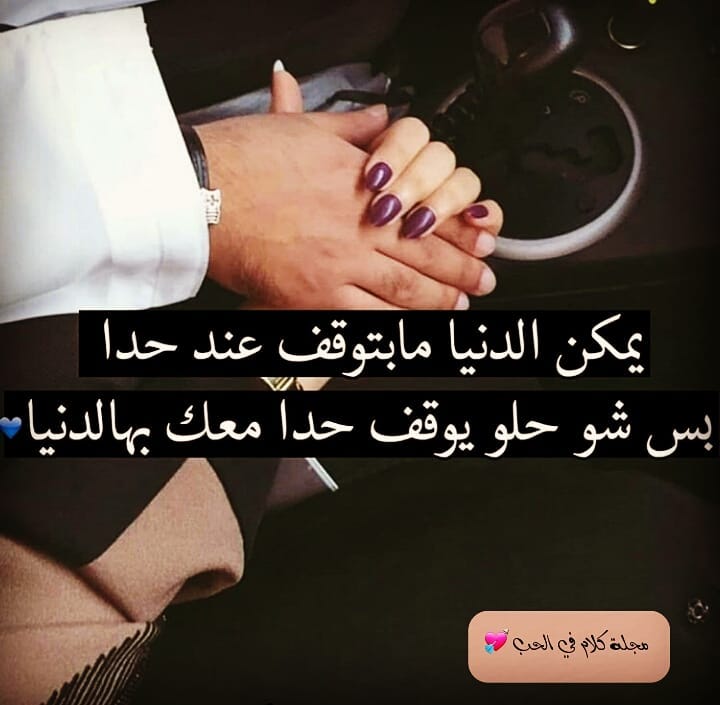 يمكن الدنيا مابتوقف عند حدا
بس شو حلو يوقف حدا معك بهالدنيا💙
مجلة كلام في الحب 💘